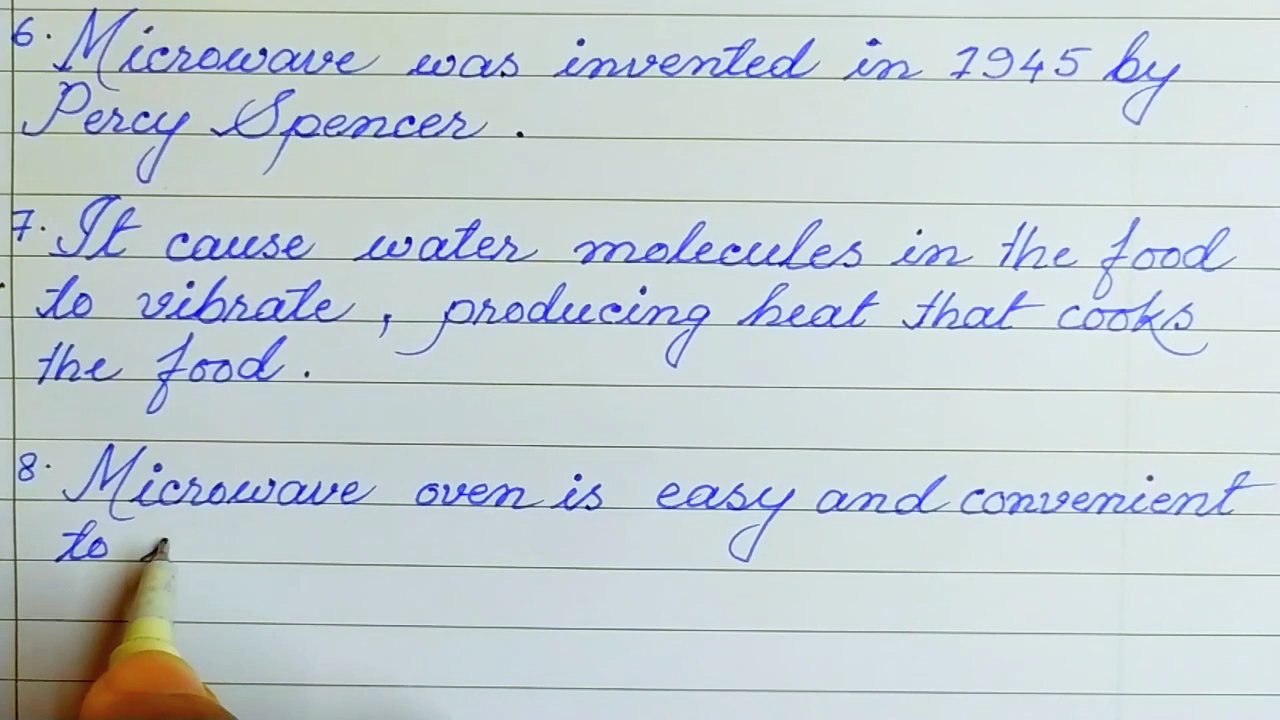 6. Microwave was invented in 1945 by
Percy Spencer.
7. It cause water molecules in the food
to vibrate, producing heat that cooks
the food.
8. Microwave oven is easy and convenient
to